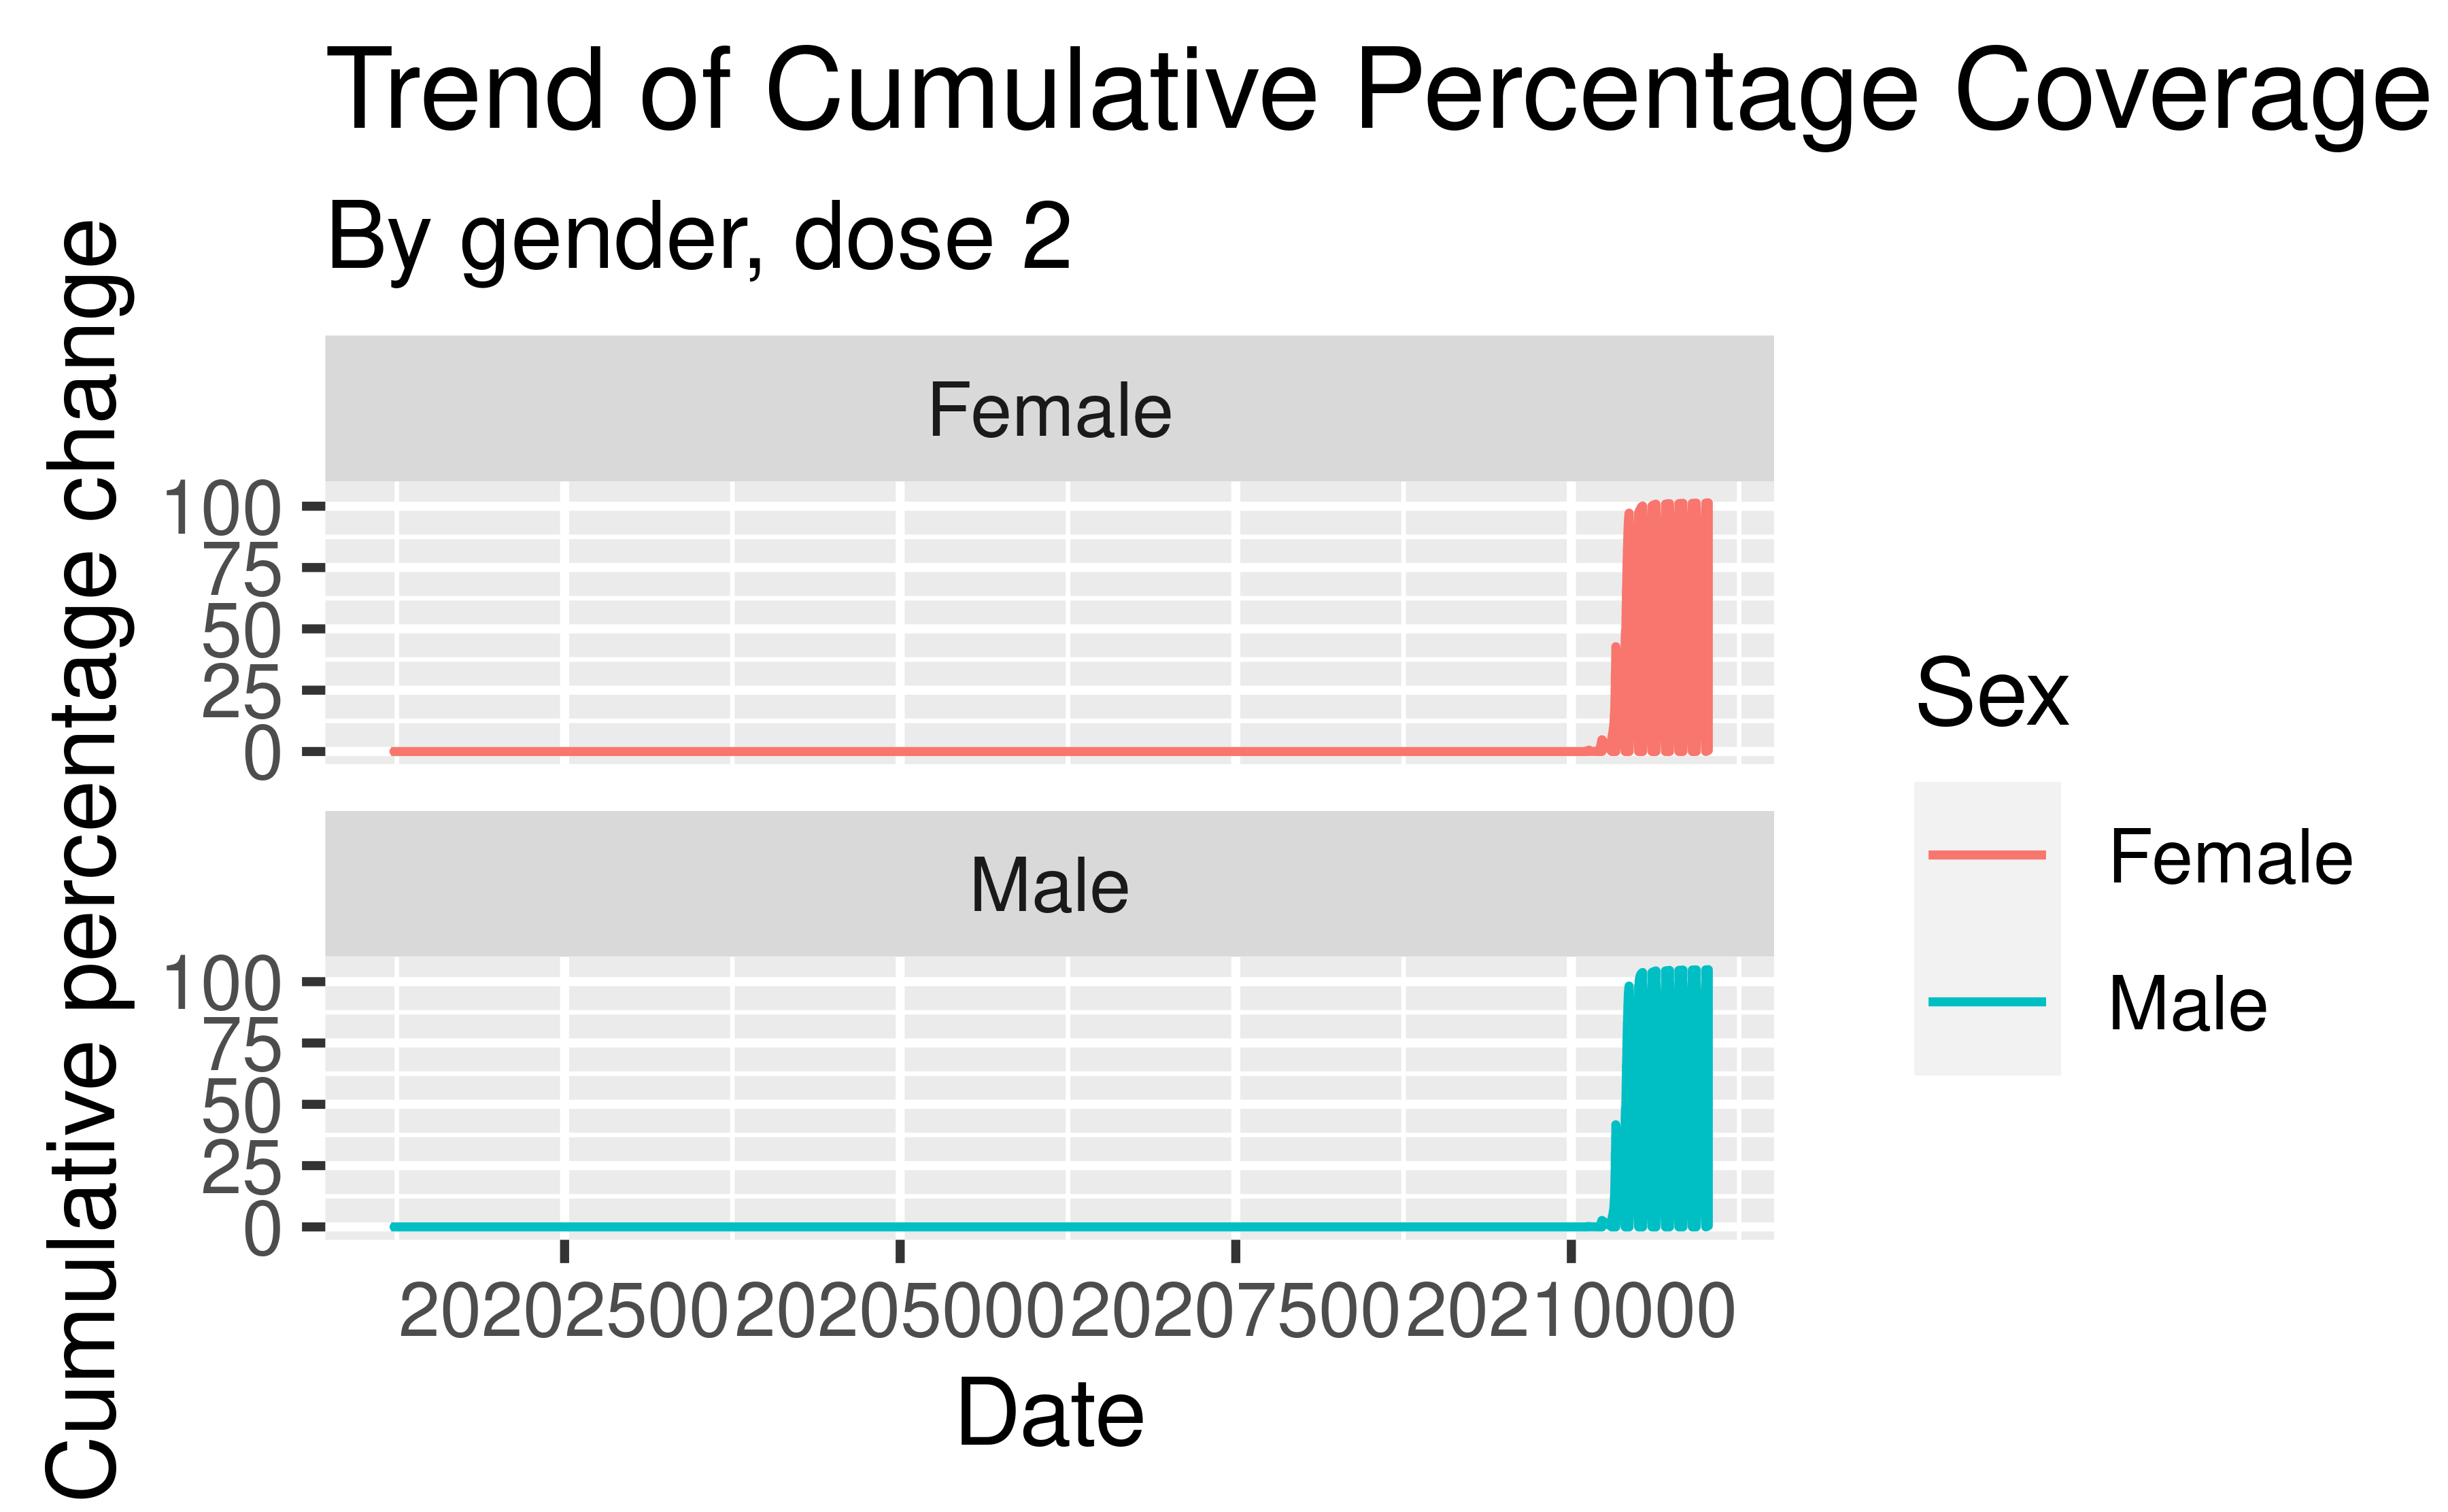 Trend of Cumulative Percentage Coverage
By gender, dose 2
Cumulative percentage change
Female
100
75
50
25
0
Male
100
75
50
25
0
20202500 20205000 20207500 20210000
Date
Sex
Female
Male